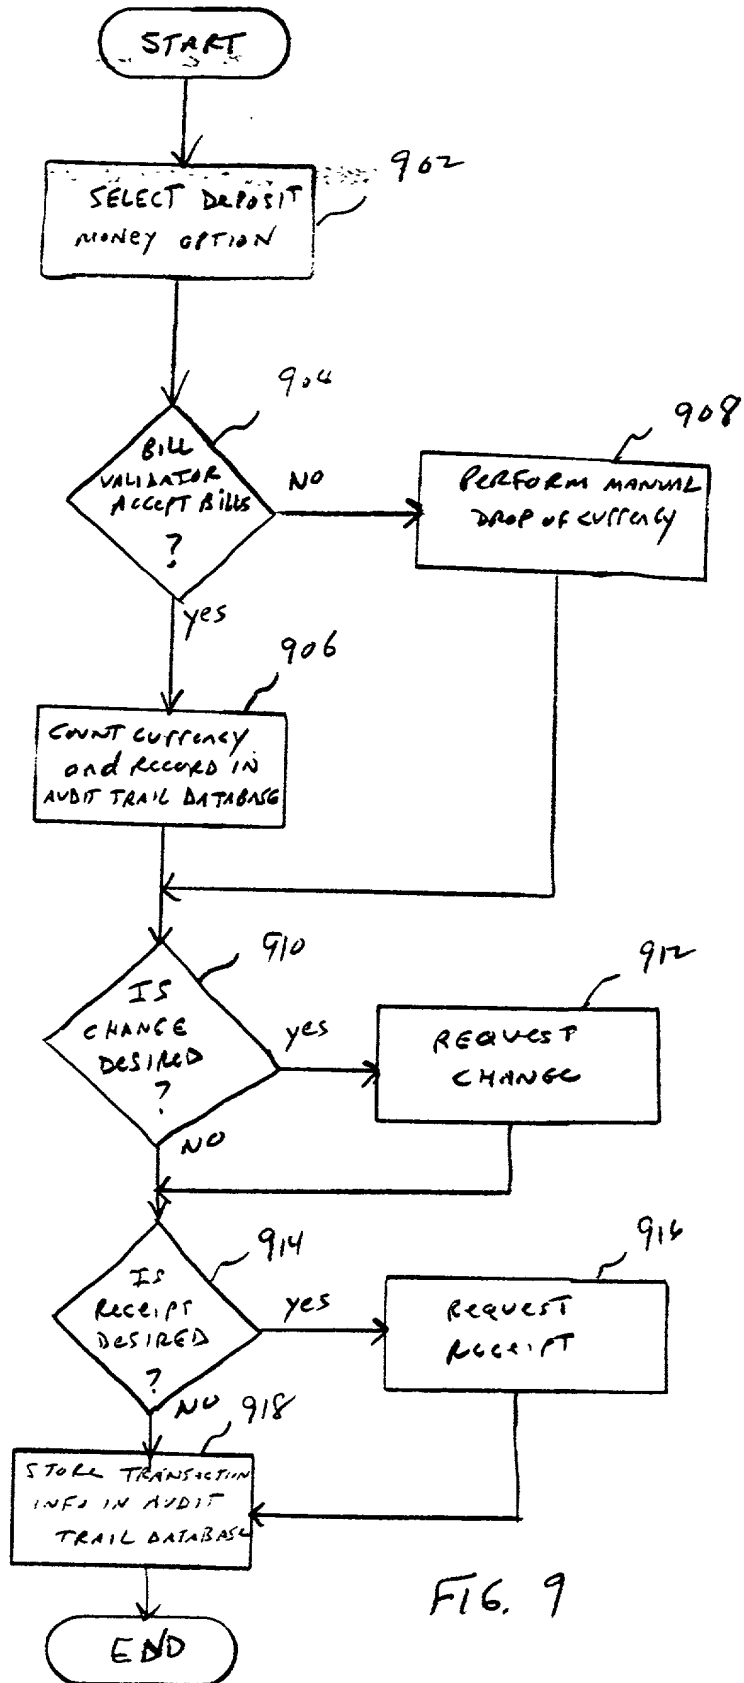 START
902
SELECT DEPOSIT
MONEY OPTION
904
BILL
VALIDATOR
ACCEPT BILLS
?
NO
908
PERFORM MANUAL
DROP OF CURRENCY
yes
906
COUNT CURRENCY
and RECORD IN
AUDIT TRAIL DATABASE
910
IS
CHANGE
DESIRED
?
yes
912
REQUEST
CHANGE
NO
914
IS
RECEIPT
DESIRED
?
yes
916
REQUEST
RECEIPT
NO
918
STORE TRANSACTION
INFO IN AUDIT
TRAIL DATABASE
END
FIG. 9